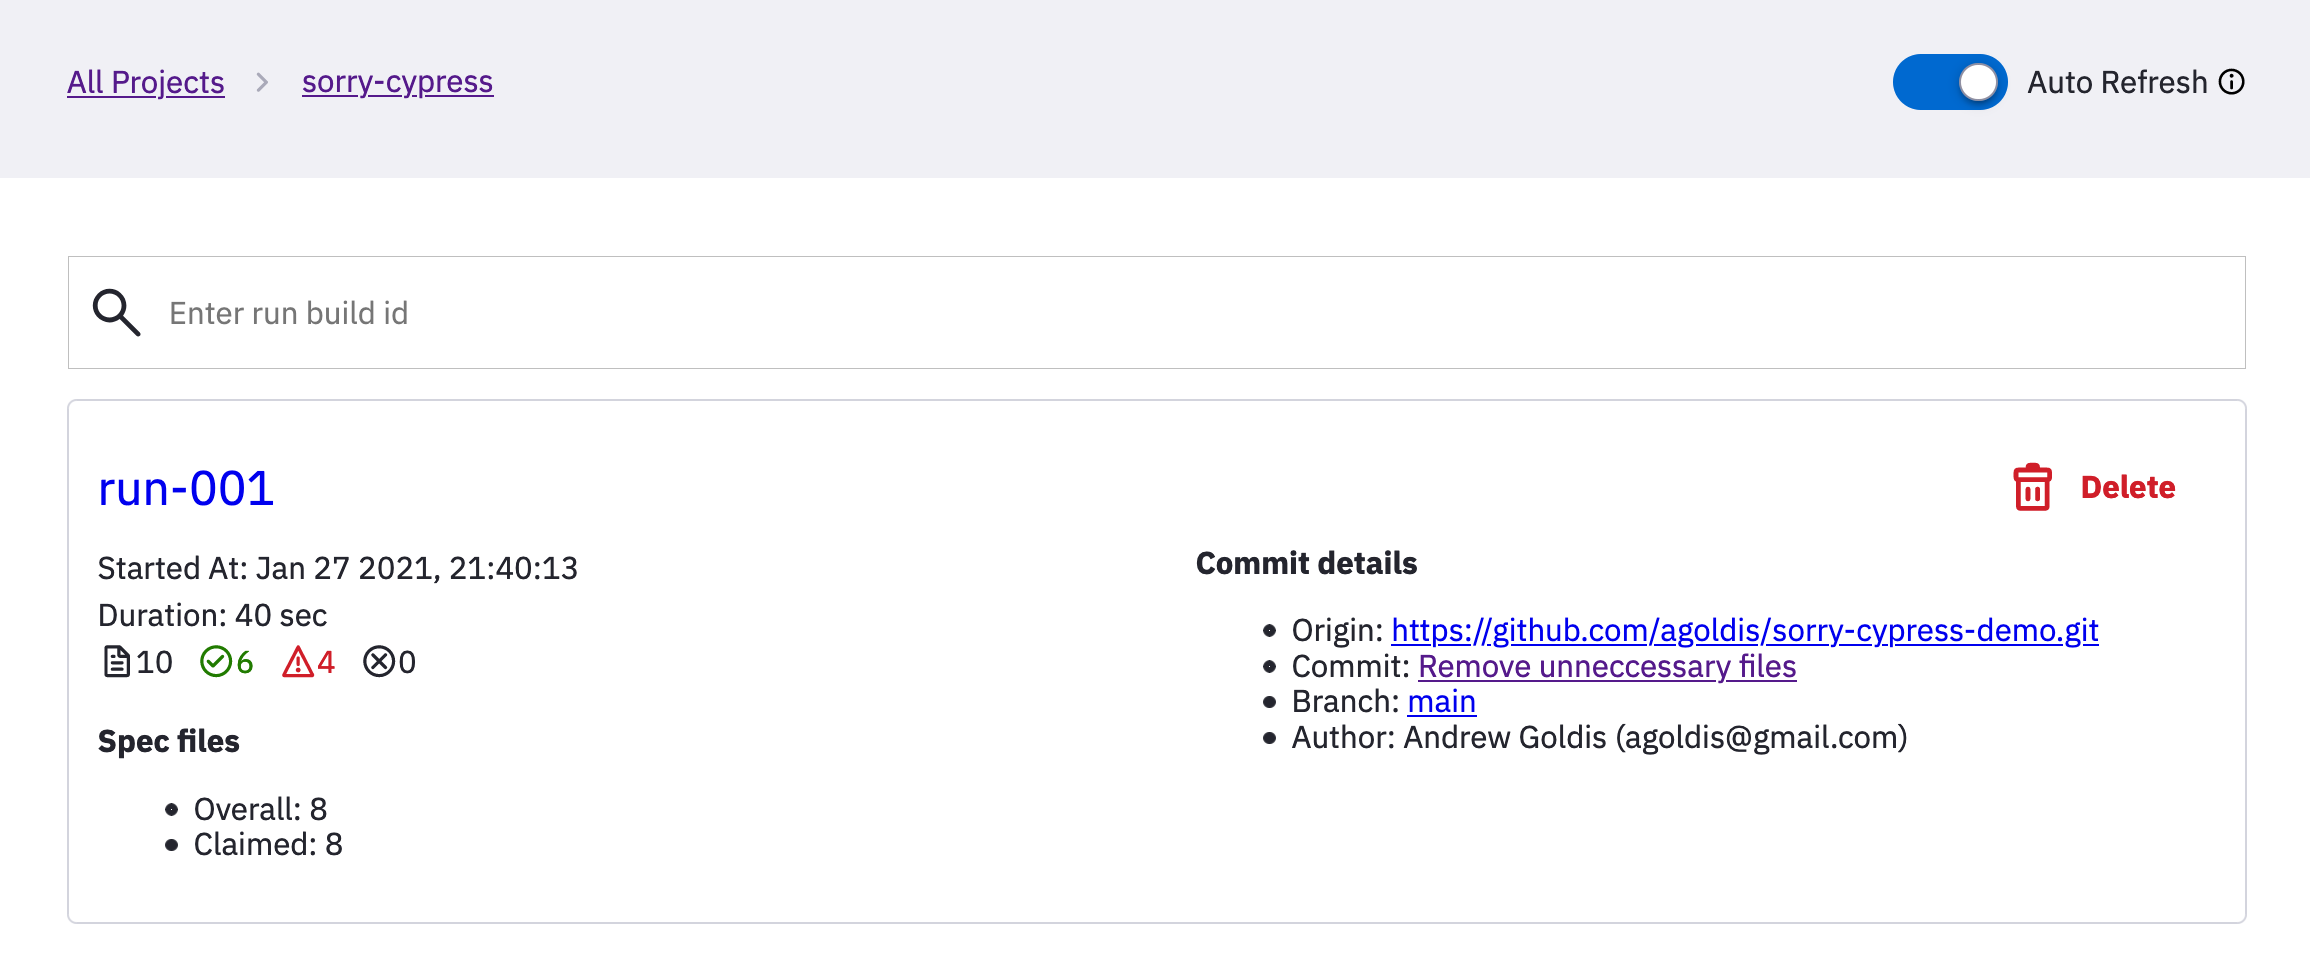 All Projects > sorry-cypress
Auto Refresh
Enter run build id
run-001
Delete
Started At: Jan 27 2021, 21:40:13
Duration: 40 sec
10 6 4 0
Spec files
• Overall: 8
• Claimed: 8
Commit details
• Origin: https://github.com/agoldis/sorry-cypress-demo.git
• Commit: Remove unneccessary files
• Branch: main
• Author: Andrew Goldis (agoldis@gmail.com)